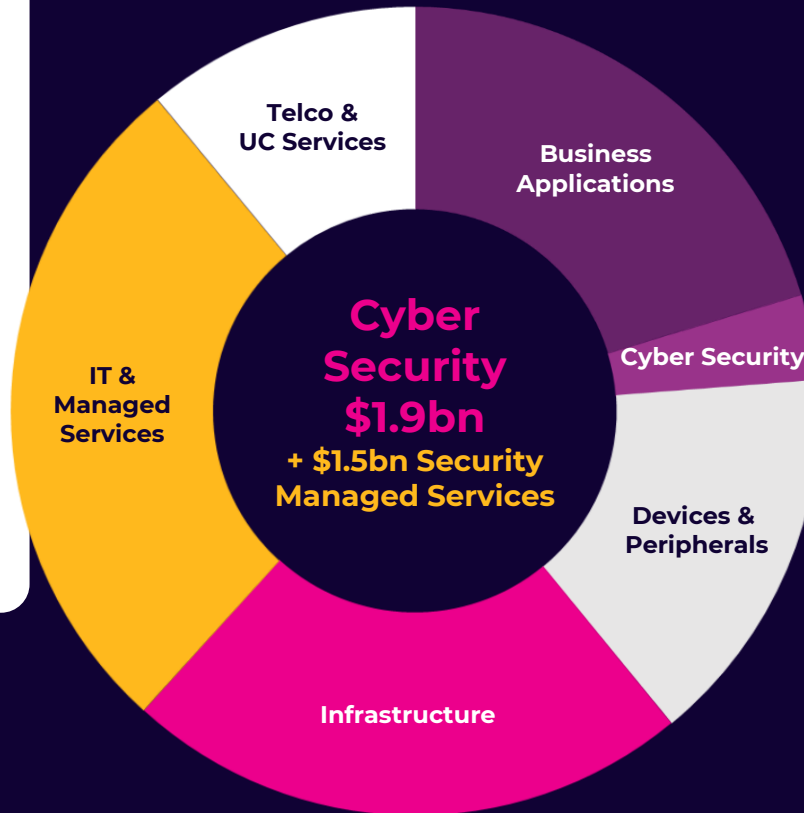 Telco &
UC Services
Business
Applications
Cyber Security
Devices &
Peripherals
Infrastructure
IT &
Managed
Services
Cyber
Security
$1.9bn
+ $1.5bn Security
Managed Services